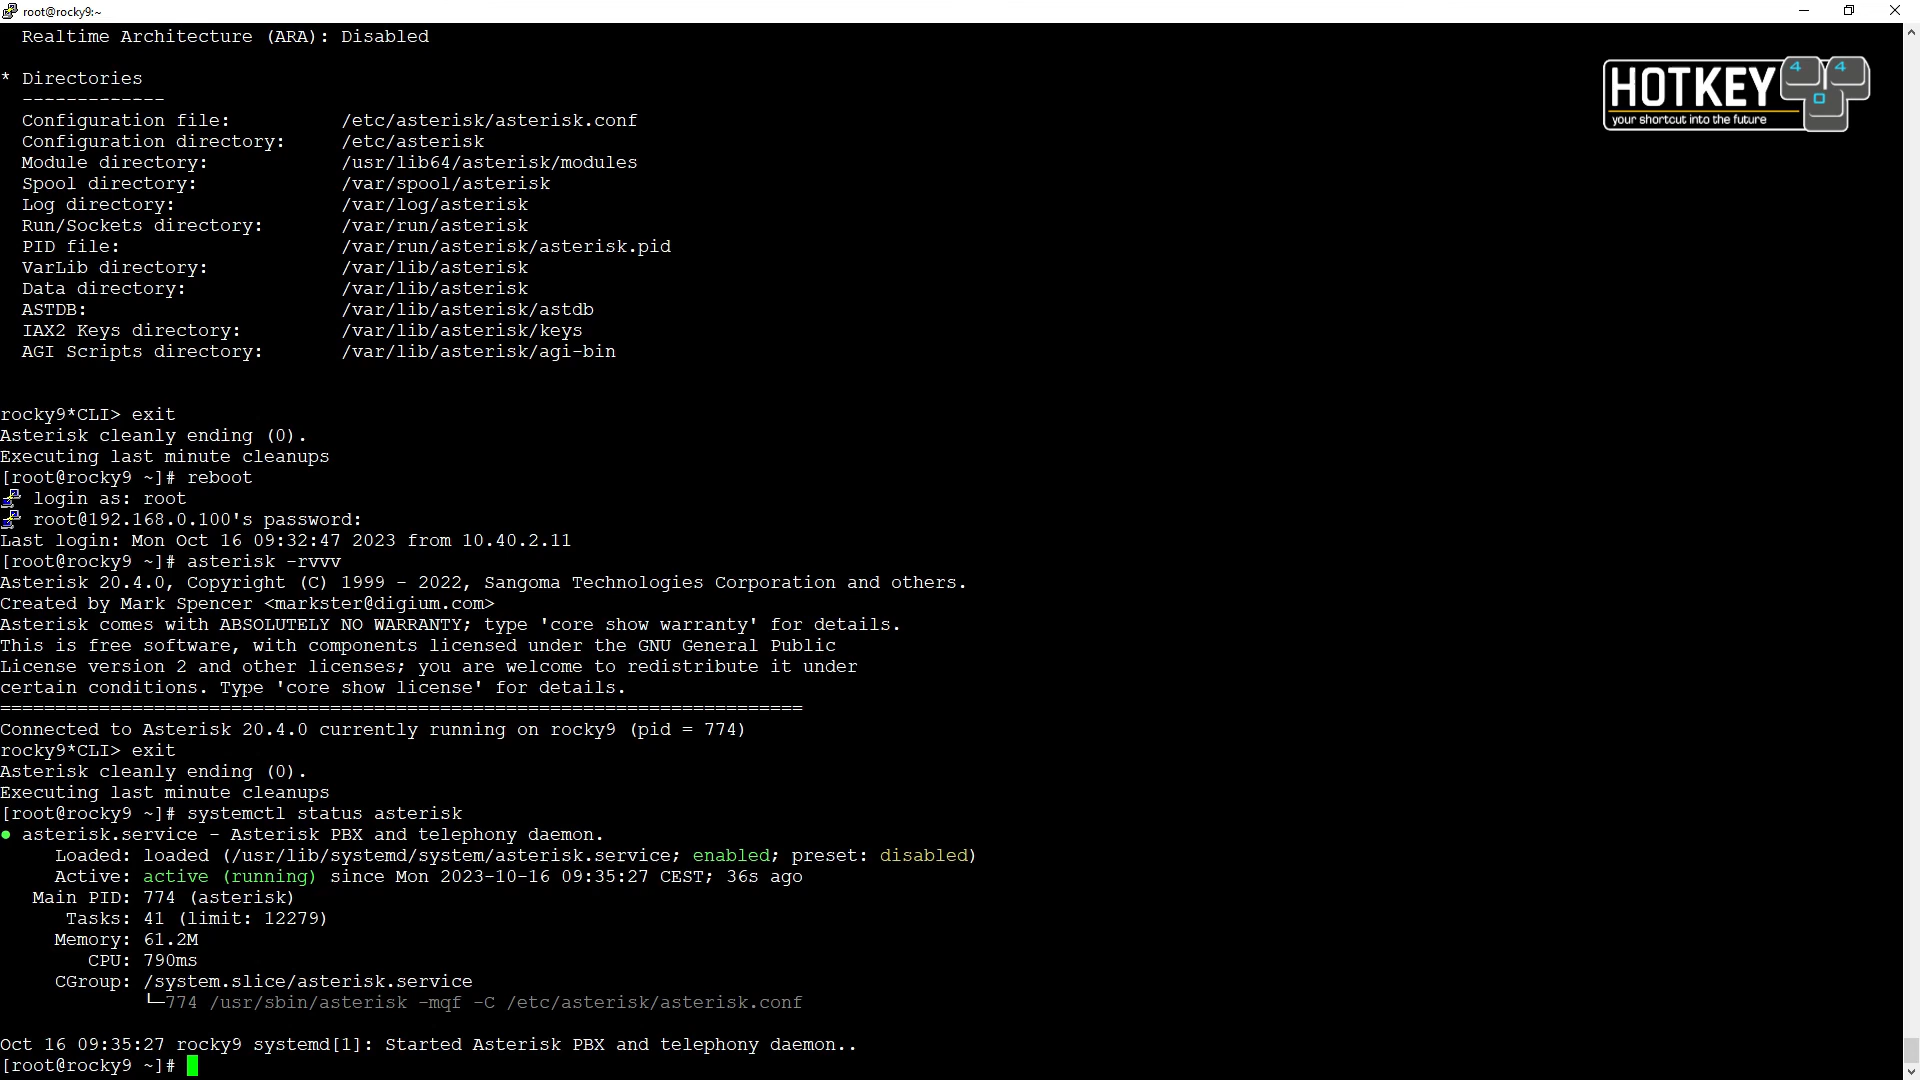 root@rocky9:~
Realtime Architecture (ARA): Disabled
* Directories
-------------
Configuration file: /etc/asterisk/asterisk.conf
Configuration directory: /etc/asterisk
Module directory: /usr/lib64/asterisk/modules
Spool directory: /var/spool/asterisk
Log directory: /var/log/asterisk
Run/Sockets directory: /var/run/asterisk
PID file: /var/run/asterisk/asterisk.pid
VarLib directory: /var/lib/asterisk
Data directory: /var/lib/asterisk
ASTDB: /var/lib/asterisk/astdb
IAX2 Keys directory: /var/lib/asterisk/keys
AGI Scripts directory: /var/lib/asterisk/agi-bin
rocky9*CLI> exit
Asterisk cleanly ending (0).
Executing last minute cleanups
[root@rocky9 ~]# reboot
login as: root
root@192.168.0.100's password:
Last login: Mon Oct 16 09:32:47 2023 from 10.40.2.11
[root@rocky9 ~]# asterisk -rvvv
Asterisk 20.4.0, Copyright (C) 1999 - 2022, Sangoma Technologies Corporation and others.
Created by Mark Spencer <markster@digium.com>
Asterisk comes with ABSOLUTELY NO WARRANTY; type 'core show warranty' for details.
This is free software, with components licensed under the GNU General Public
License version 2 and other licenses; you are welcome to redistribute it under
certain conditions. Type 'core show license' for details.
=========================================================================
Connected to Asterisk 20.4.0 currently running on rocky9 (pid = 774)
rocky9*CLI> exit
Asterisk cleanly ending (0).
Executing last minute cleanups
[root@rocky9 ~]# systemctl status asterisk
● asterisk.service - Asterisk PBX and telephony daemon.
Loaded: loaded (/usr/lib/systemd/system/asterisk.service; enabled; preset: disabled)
Active: active (running) since Mon 2023-10-16 09:35:27 CEST; 36s ago
Main PID: 774 (asterisk)
Tasks: 41 (limit: 12279)
Memory: 61.2M
CPU: 790ms
CGroup: /system.slice/asterisk.service
└─774 /usr/sbin/asterisk -mqf -C /etc/asterisk/asterisk.conf
Oct 16 09:35:27 rocky9 systemd[1]: Started Asterisk PBX and telephony daemon..
[root@rocky9 ~]#
HOTKEY 4 4 0
your shortcut into the future